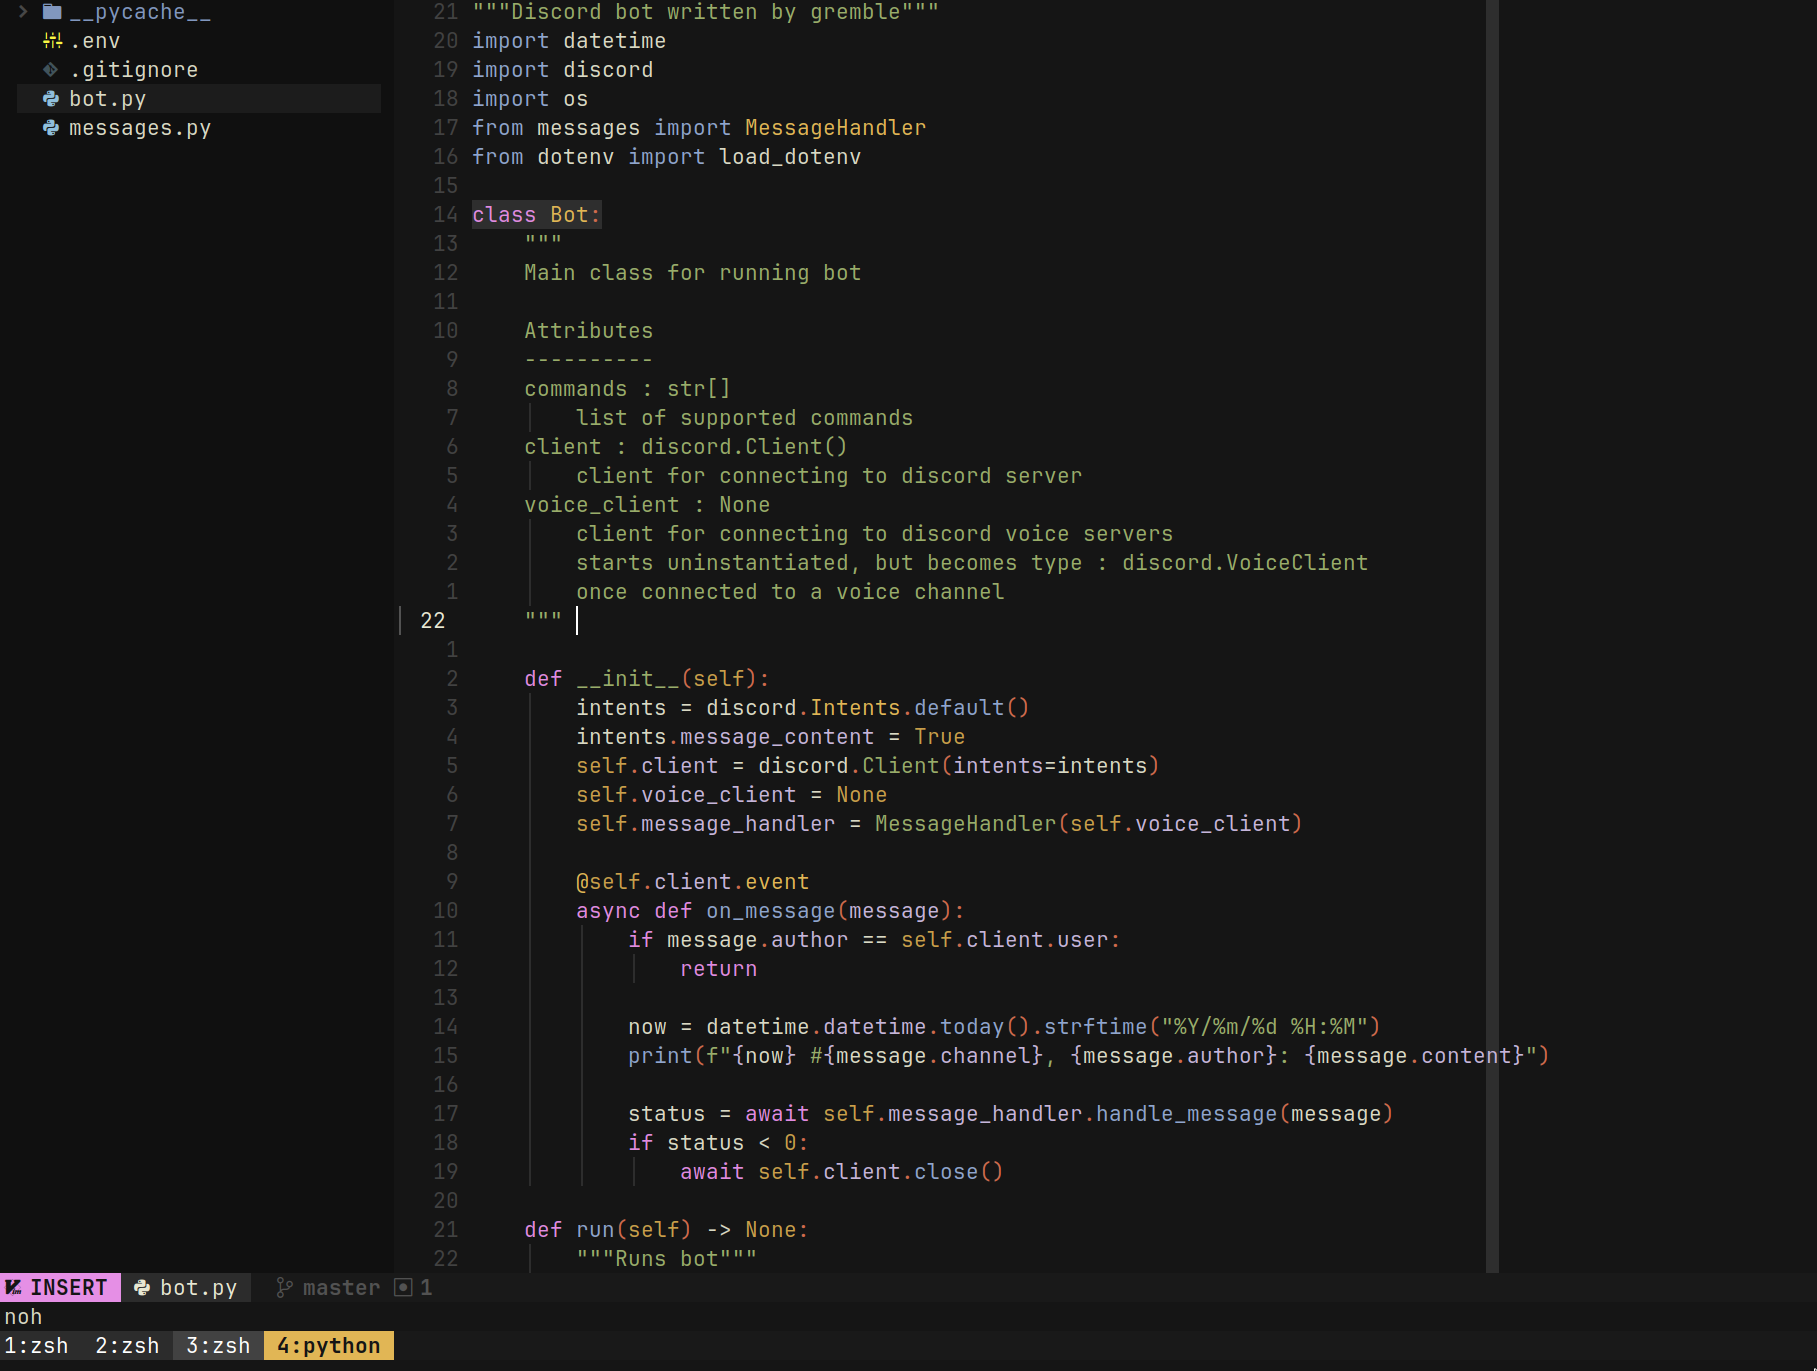 __pycache__
.env
.gitignore
bot.py
messages.py
21 """Discord bot written by gremble"""
20 import datetime
19 import discord
18 import os
17 from messages import MessageHandler
16 from dotenv import load_dotenv
15
14 class Bot:
13     """
12     Main class for running bot
11
10     Attributes
9     ----------
8     commands : str[]
7         list of supported commands
6     client : discord.Client()
5         client for connecting to discord server
4     voice_client : None
3         client for connecting to discord voice servers
2         starts uninstantiated, but becomes type : discord.VoiceClient
1         once connected to a voice channel
22     """
1
2     def __init__(self):
3         intents = discord.Intents.default()
4         intents.message_content = True
5         self.client = discord.Client(intents=intents)
6         self.voice_client = None
7         self.message_handler = MessageHandler(self.voice_client)
8
9         @self.client.event
10         async def on_message(message):
11             if message.author == self.client.user:
12                 return
13
14             now = datetime.datetime.today().strftime("%Y/%m/%d %H:%M")
15             print(f"{now} #{message.channel}, {message.author}: {message.content}")
16
17             status = await self.message_handler.handle_message(message)
18             if status < 0:
19                 await self.client.close()
20
21     def run(self) -> None:
22         """Runs bot"""
INSERT bot.py master 1
noh
1:zsh 2:zsh 3:zsh 4:python